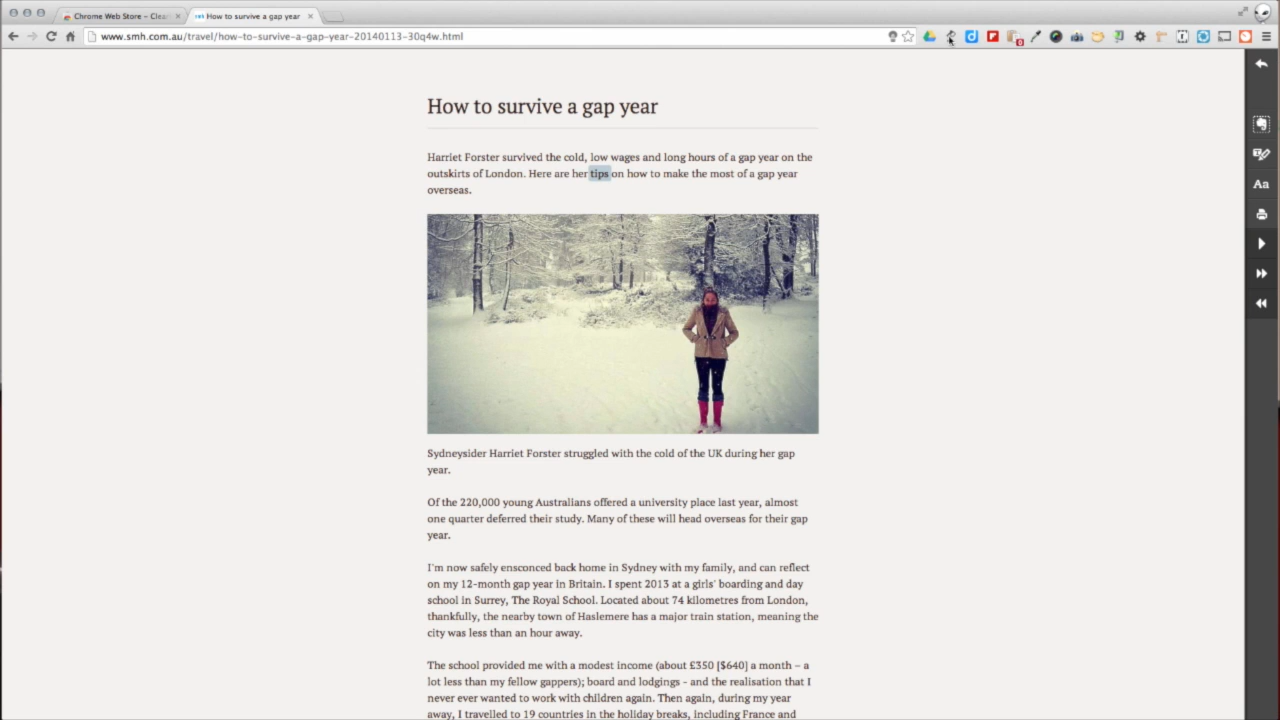 Chrome Web Store - Clea
How to survive a gap year
www.smh.com.au/travel/how-to-survive-a-gap-year-20140113-30q4w.html
How to survive a gap year
Harriet Forster survived the cold, low wages and long hours of a gap year on the
outskirts of London. Here are her tips on how to make the most of a gap year
overseas.
Aa
Sydneysider Harriet Forster struggled with the cold of the UK during her gap
year.
Of the 220,000 young Australians offered a university place last year, almost
one quarter deferred their study. Many of these will head overseas for their gap
year.
I'm now safely ensconced back home in Sydney with my family, and can reflect
on my 12-month gap year in Britain. I spent 2013 at a girls' boarding and day
school in Surrey, The Royal School. Located about 74 kilometres from London,
thankfully, the nearby town of Haslemere has a major train station, meaning the
city was less than an hour away.
The school provided me with a modest income (about £350 [$640] a month – a
lot less than my fellow gappers); board and lodgings - and the realisation that I
never ever wanted to work with children again. Then again, during my year
away, I travelled to 19 countries in the holiday breaks, including France and